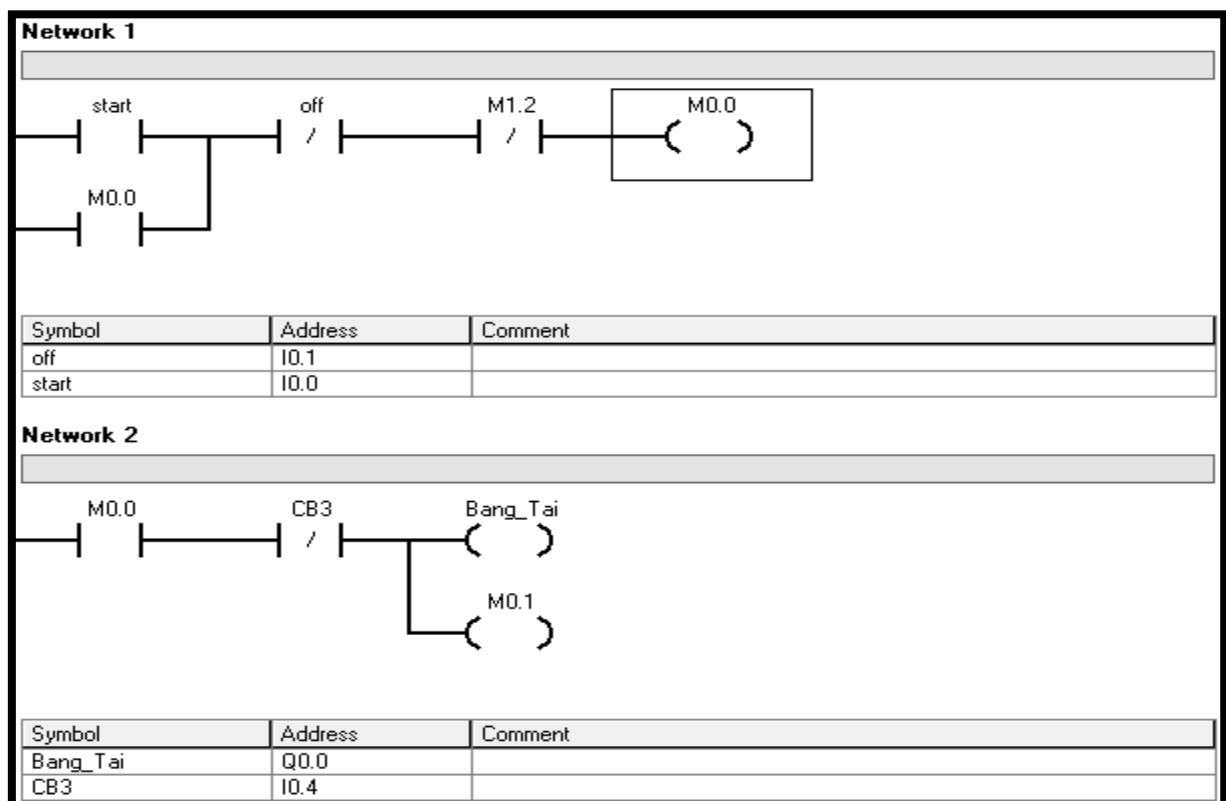 Network 1
start off M1.2 M0.0
M0.0
Symbol Address Comment
off I0.1
start I0.0
Network 2
M0.0 CB3 Bang_Tai
M0.1
Symbol Address Comment
Bang_Tai Q0.0
CB3 I0.4